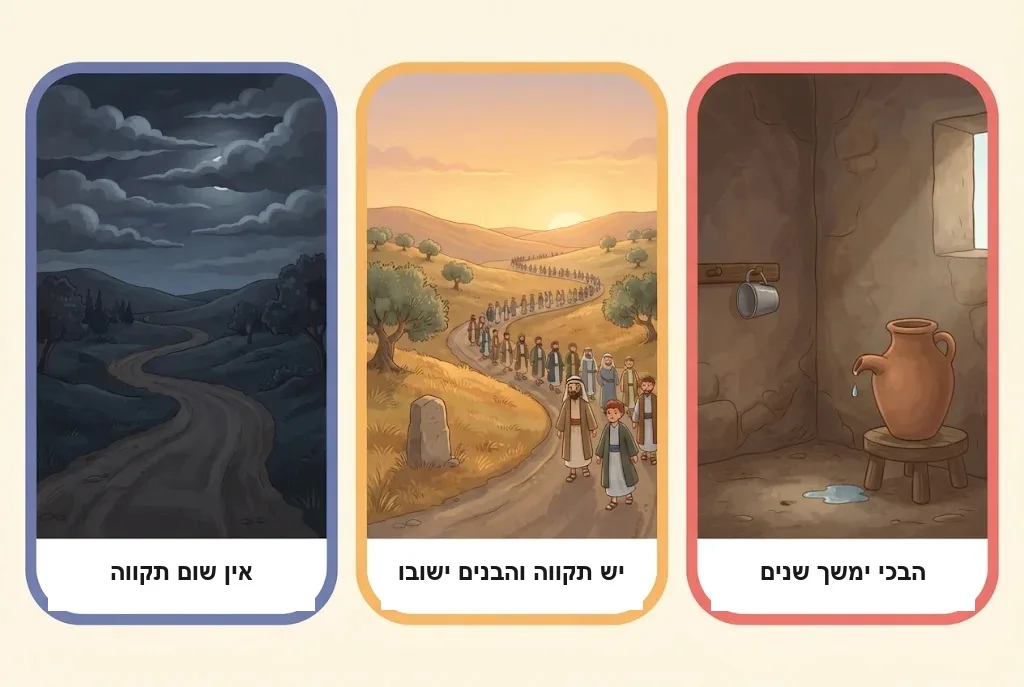 הבכי ימשך שנים
יש תקווה והבנים ישובו
אין שום תקווה